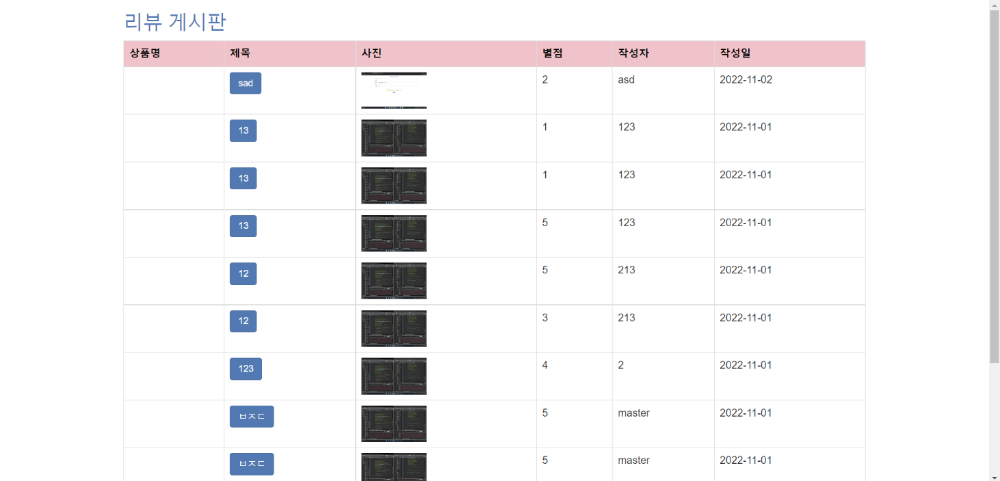 리뷰 게시판
상품명 제목 사진 별점 작성자 작성일
sad 2 asd 2022-11-02
13 1 123 2022-11-01
13 1 123 2022-11-01
13 5 123 2022-11-01
12 5 213 2022-11-01
12 3 213 2022-11-01
123 4 2 2022-11-01
ㅂㅈㄷ 5 master 2022-11-01
ㅂㅈㄷ 5 master 2022-11-01